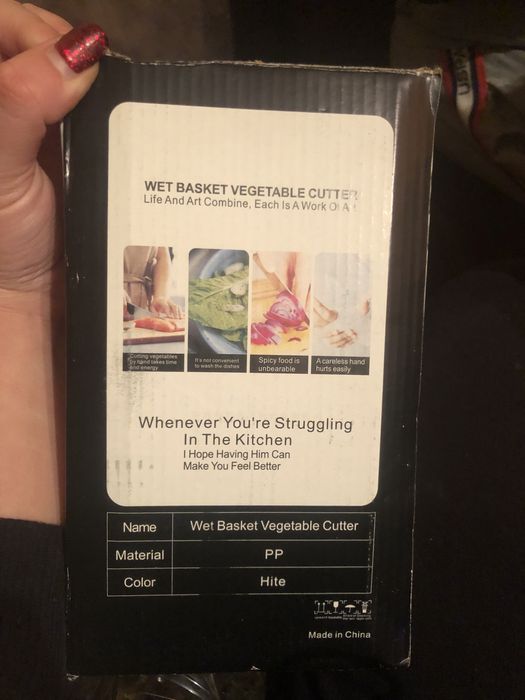 WET BASKET VEGETABLE CUTTER
Life And Art Combine, Each Is A Work Of Art
Cutting vegetables
by hand takes time
and energy
It's not convenient
to wash the dishes
Spicy food is
unbearable
A careless hand
hurts easily
Whenever You're Struggling
In The Kitchen
I Hope Having Him Can
Make You Feel Better
Name Wet Basket Vegetable Cutter
Material PP
Color Hite
Made in China